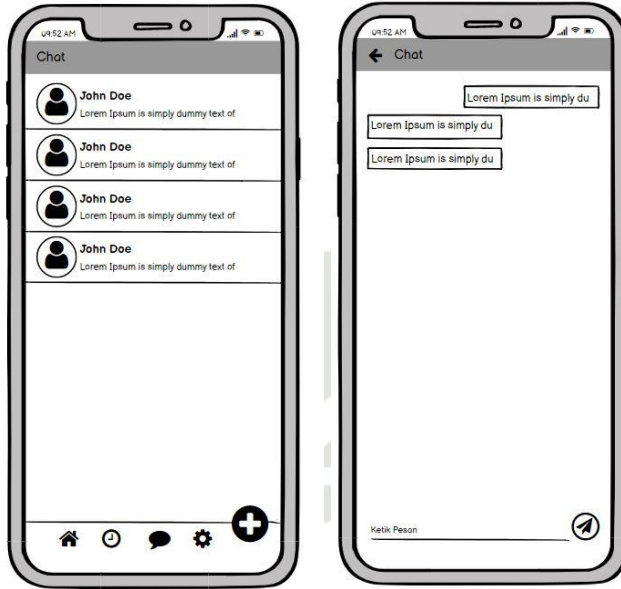 09:52 AM
Chat
John Doe
Lorem Ipsum is simply dummy text of
John Doe
Lorem Ipsum is simply dummy text of
John Doe
Lorem Ipsum is simply dummy text of
John Doe
Lorem Ipsum is simply dummy text of
09:52 AM
Chat
Lorem Ipsum is simply du
Lorem Ipsum is simply du
Lorem Ipsum is simply du
Ketik Pesan